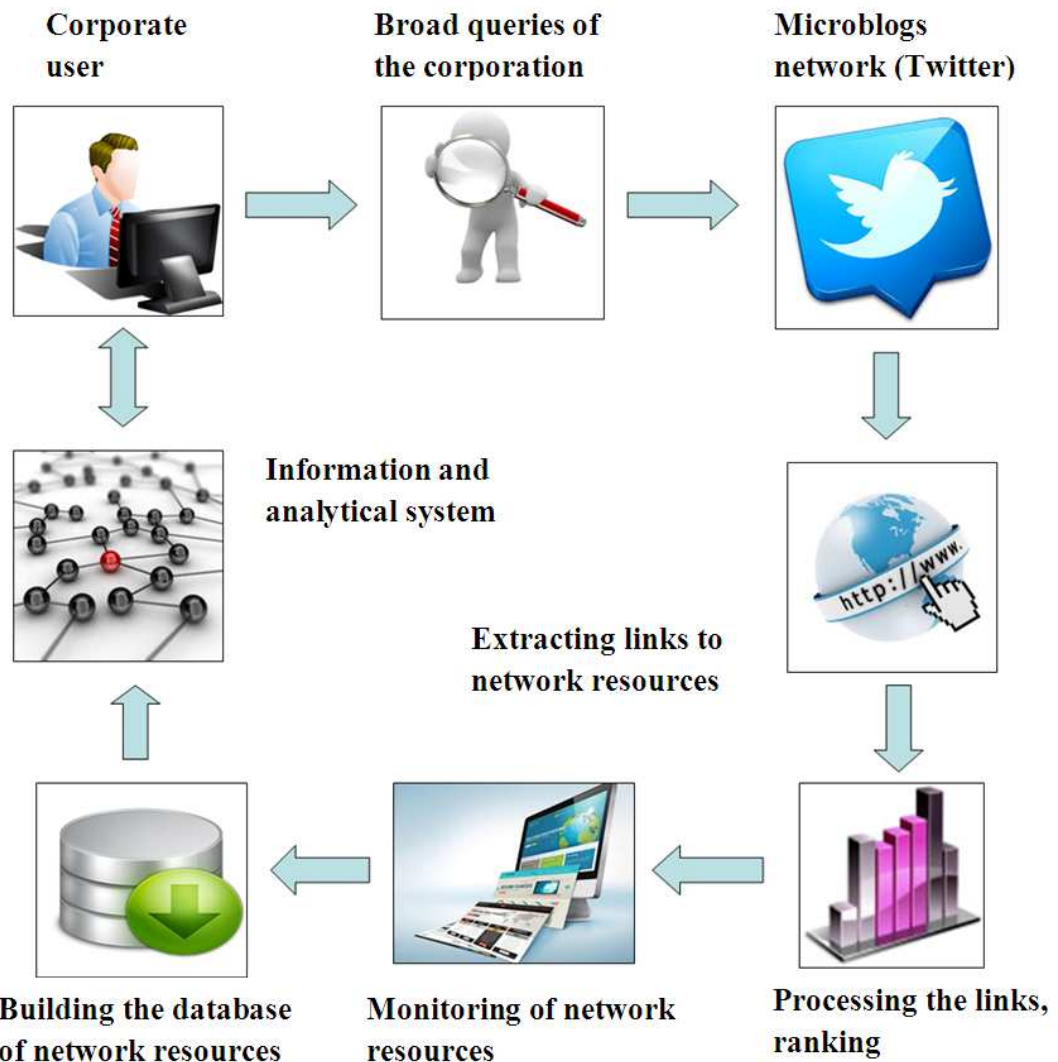 Corporate
user
Broad queries of
the corporation
Microblogs
network (Twitter)
Information and
analytical system
http://www.
Extracting links to
network resources
Building the database
of network resources
Monitoring of network
resources
Processing the links,
ranking